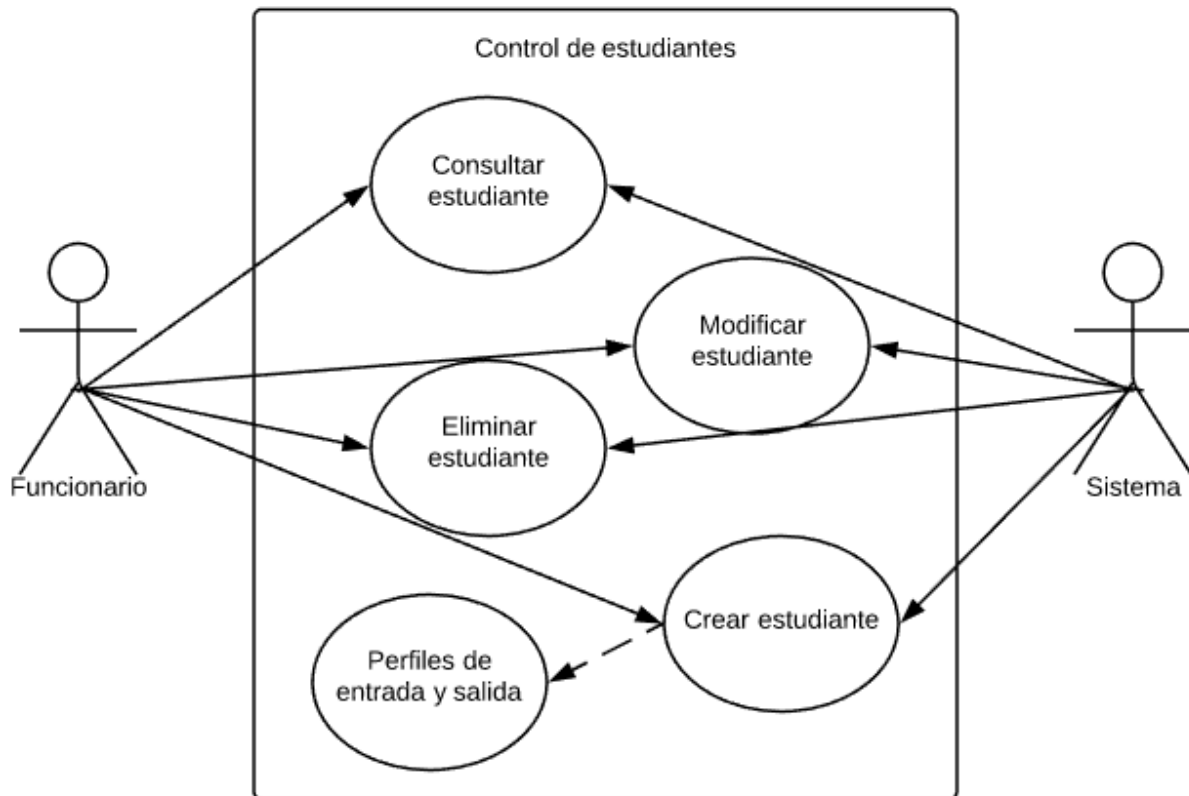 Control de estudiantes
Consultar
estudiante
Modificar
estudiante
Eliminar
estudiante
Funcionario
Sistema
Crear estudiante
Perfiles de
entrada y salida